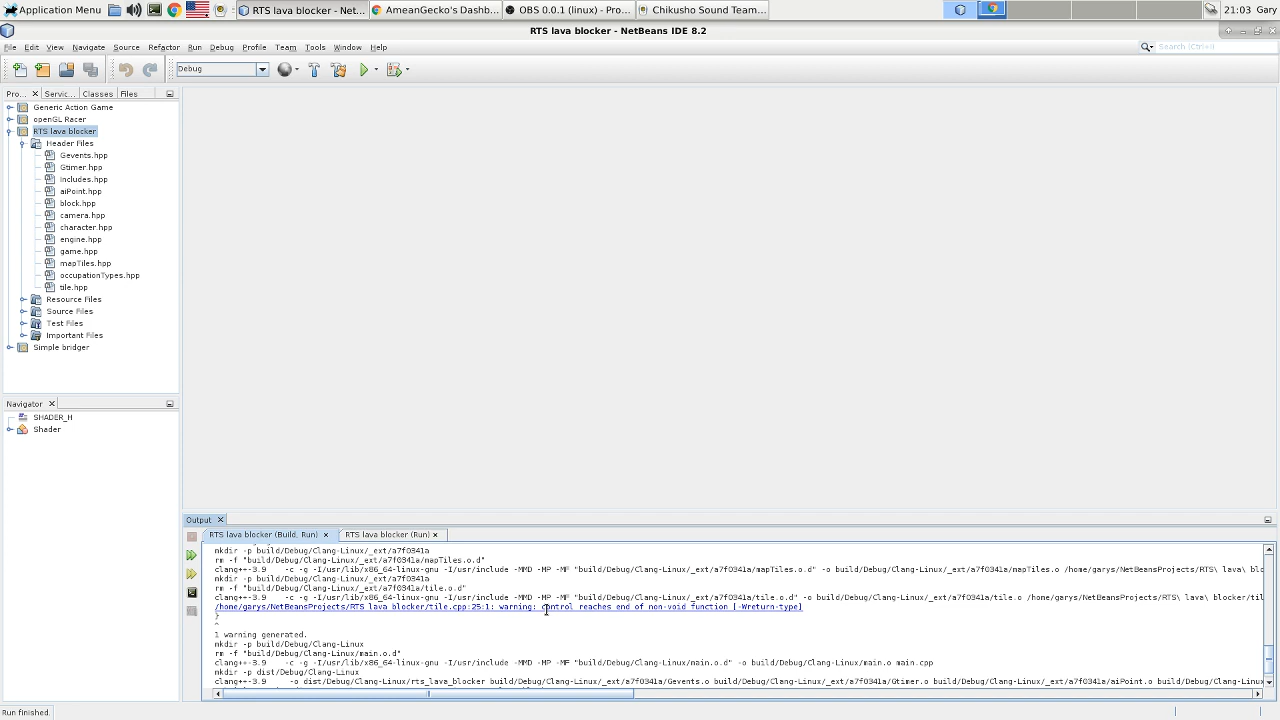 Application Menu
RTS lava blocker - Net...
AmeanGecko's Dashb...
OBS 0.0.1 (linux) - Pro...
Chikusho Sound Team...
21:03 Gary
RTS lava blocker - NetBeans IDE 8.2
File Edit View Navigate Source Refactor Run Debug Profile Team Tools Window Help
Search (Ctrl+I)
Debug
Pro... Servic... Classes Files
Generic Action Game
openGL Racer
RTS lava blocker
Header Files
Gevents.hpp
Gtimer.hpp
Includes.hpp
aiPoint.hpp
block.hpp
camera.hpp
character.hpp
engine.hpp
game.hpp
mapTiles.hpp
occupationTypes.hpp
tile.hpp
Resource Files
Source Files
Test Files
Important Files
Simple bridger
Navigator
SHADER_H
Shader
Output
RTS lava blocker (Build, Run) RTS lava blocker (Run)
mkdir -p build/Debug/Clang-Linux/_ext/a7f0341a
rm -f "build/Debug/Clang-Linux/_ext/a7f0341a/mapTiles.o.d"
clang++-3.9 -c -g -I/usr/lib/x86_64-linux-gnu -I/usr/include -MMD -MP -MF "build/Debug/Clang-Linux/_ext/a7f0341a/mapTiles.o.d" -o build/Debug/Clang-Linux/_ext/a7f0341a/mapTiles.o /home/garys/NetBeansProjects/RTS\ lava\ bloc
mkdir -p build/Debug/Clang-Linux/_ext/a7f0341a
rm -f "build/Debug/Clang-Linux/_ext/a7f0341a/tile.o.d"
clang++-3.9 -c -g -I/usr/lib/x86_64-linux-gnu -I/usr/include -MMD -MP -MF "build/Debug/Clang-Linux/_ext/a7f0341a/tile.o.d" -o build/Debug/Clang-Linux/_ext/a7f0341a/tile.o /home/garys/NetBeansProjects/RTS\ lava\ blocker/til
/home/garys/NetBeansProjects/RTS lava blocker/tile.cpp:25:1: warning: control reaches end of non-void function [-Wreturn-type]
}
^
1 warning generated.
mkdir -p build/Debug/Clang-Linux
rm -f "build/Debug/Clang-Linux/main.o.d"
clang++-3.9 -c -g -I/usr/lib/x86_64-linux-gnu -I/usr/include -MMD -MP -MF "build/Debug/Clang-Linux/main.o.d" -o build/Debug/Clang-Linux/main.o main.cpp
mkdir -p dist/Debug/Clang-Linux
clang++-3.9 -o dist/Debug/Clang-Linux/rts_lava_blocker build/Debug/Clang-Linux/_ext/a7f0341a/Gevents.o build/Debug/Clang-Linux/_ext/a7f0341a/Gtimer.o build/Debug/Clang-Linux/_ext/a7f0341a/aiPoint.o build/Debug/Clang-Linux
Run finished.